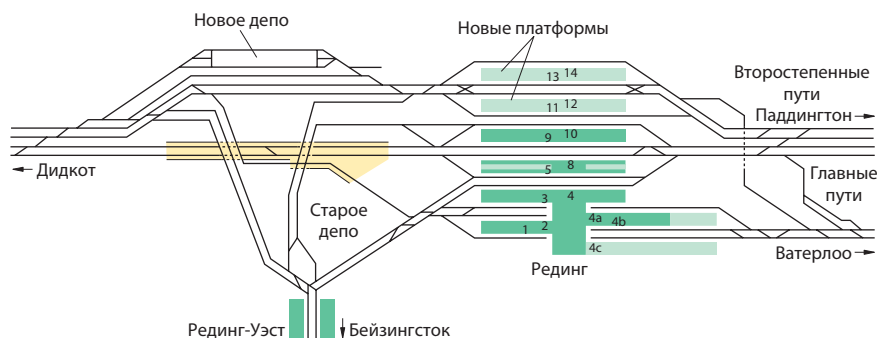 Новое депо
Новые платформы
13 14
11 12
9 10
5 8
3 4
4a 4b
1 2
4c
Второстепенные
пути
Паддингтон
Дидкот
Главные
пути
Старое
депо
Рединг
Ватерлоо
Рединг-Уэст
Бейзингсток